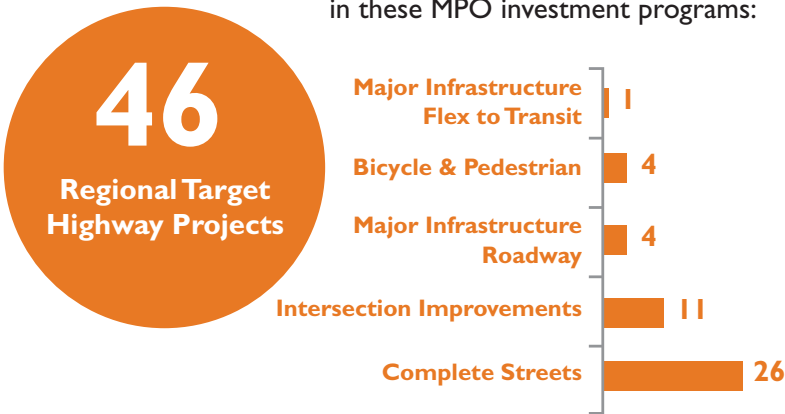 in these MPO investment programs:
46
Regional Target
Highway Projects
Major Infrastructure
Flex to Transit
1
Bicycle & Pedestrian
4
Major Infrastructure
Roadway
4
Intersection Improvements
11
Complete Streets
26